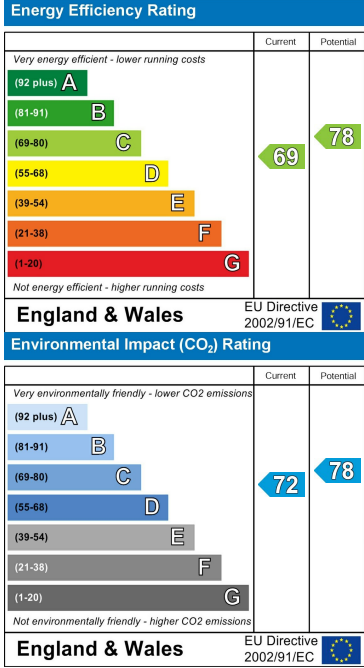 Energy Efficiency Rating
Current
Potential
Very energy efficient - lower running costs
(92 plus) A
(81-91) B
(69-80) C
(55-68) D
(39-54) E
(21-38) F
(1-20) G
69
78
Not energy efficient - higher running costs
England & Wales
EU Directive
2002/91/EC
Environmental Impact (CO₂) Rating
Current
Potential
Very environmentally friendly - lower CO2 emissions
(92 plus) A
(81-91) B
(69-80) C
(55-68) D
(39-54) E
(21-38) F
(1-20) G
72
78
Not environmentally friendly - higher CO2 emissions
England & Wales
EU Directive
2002/91/EC